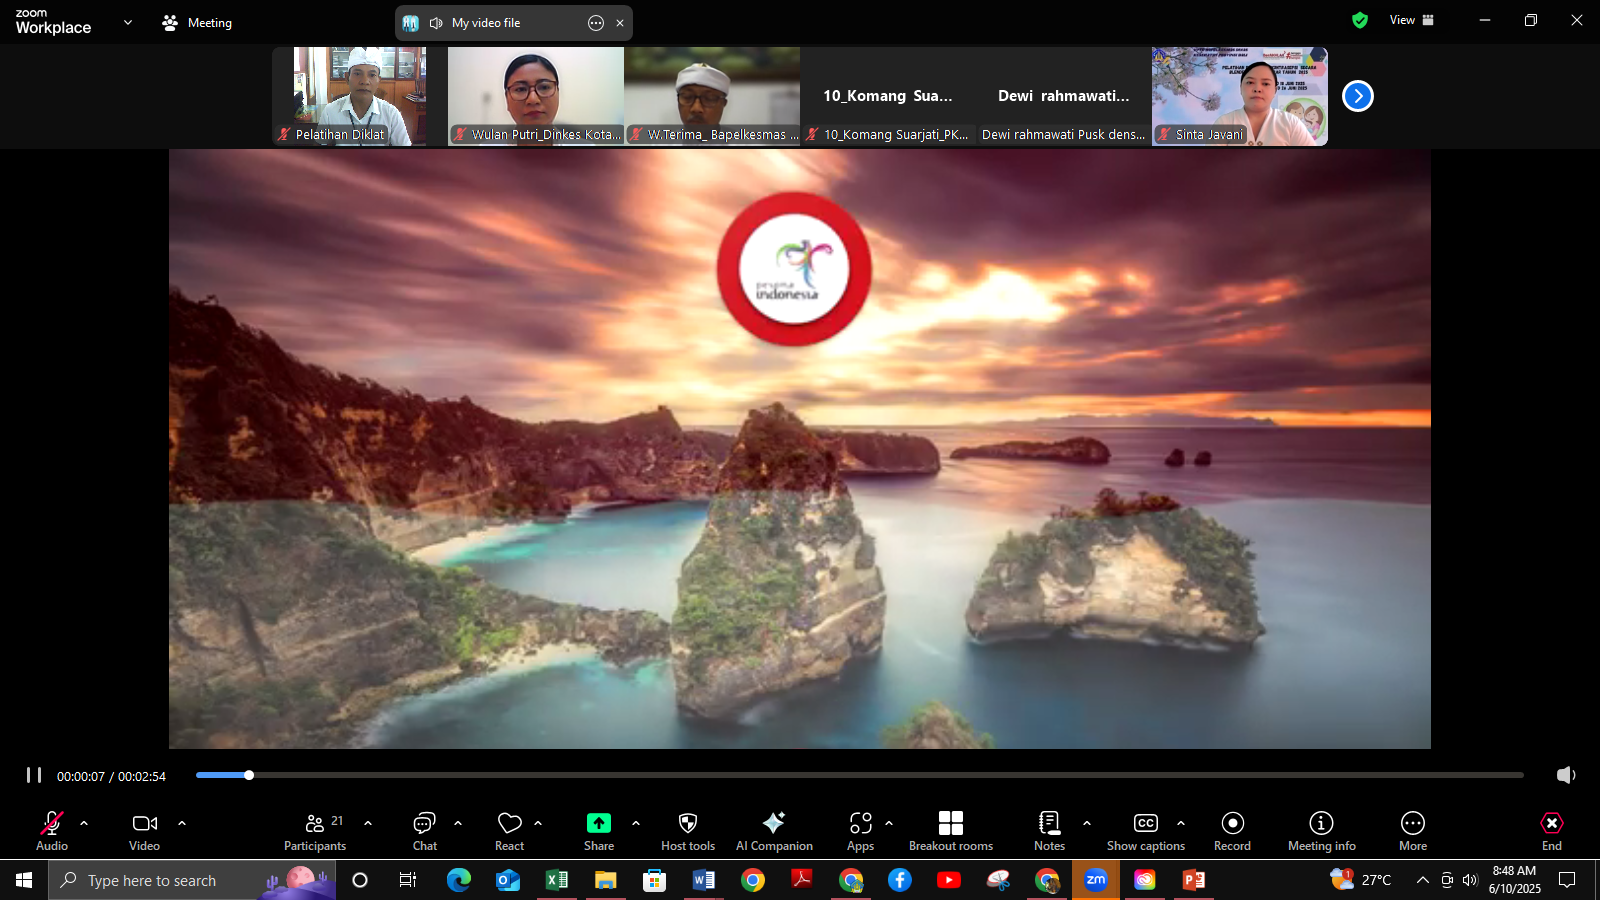 zoom
Workplace
Meeting
My video file
View
Pelatihan Diklat
Wulan Putri_Dinkes Kota...
W.Terima_ Bapelkesmas ...
10_Komang Sua...
10_Komang Suarjati_PK...
Dewi rahmawati...
Dewi rahmawati Pusk dens...
Sinta Javani
pesona
indonesia
00:00:07 / 00:02:54
Audio
Video
Participants
21
Chat
React
Share
Host tools
AI Companion
Apps
Breakout rooms
CC
Notes
Show captions
Record
Meeting info
More
End
Type here to search
zm
1
27°C
8:48 AM
6/10/2025